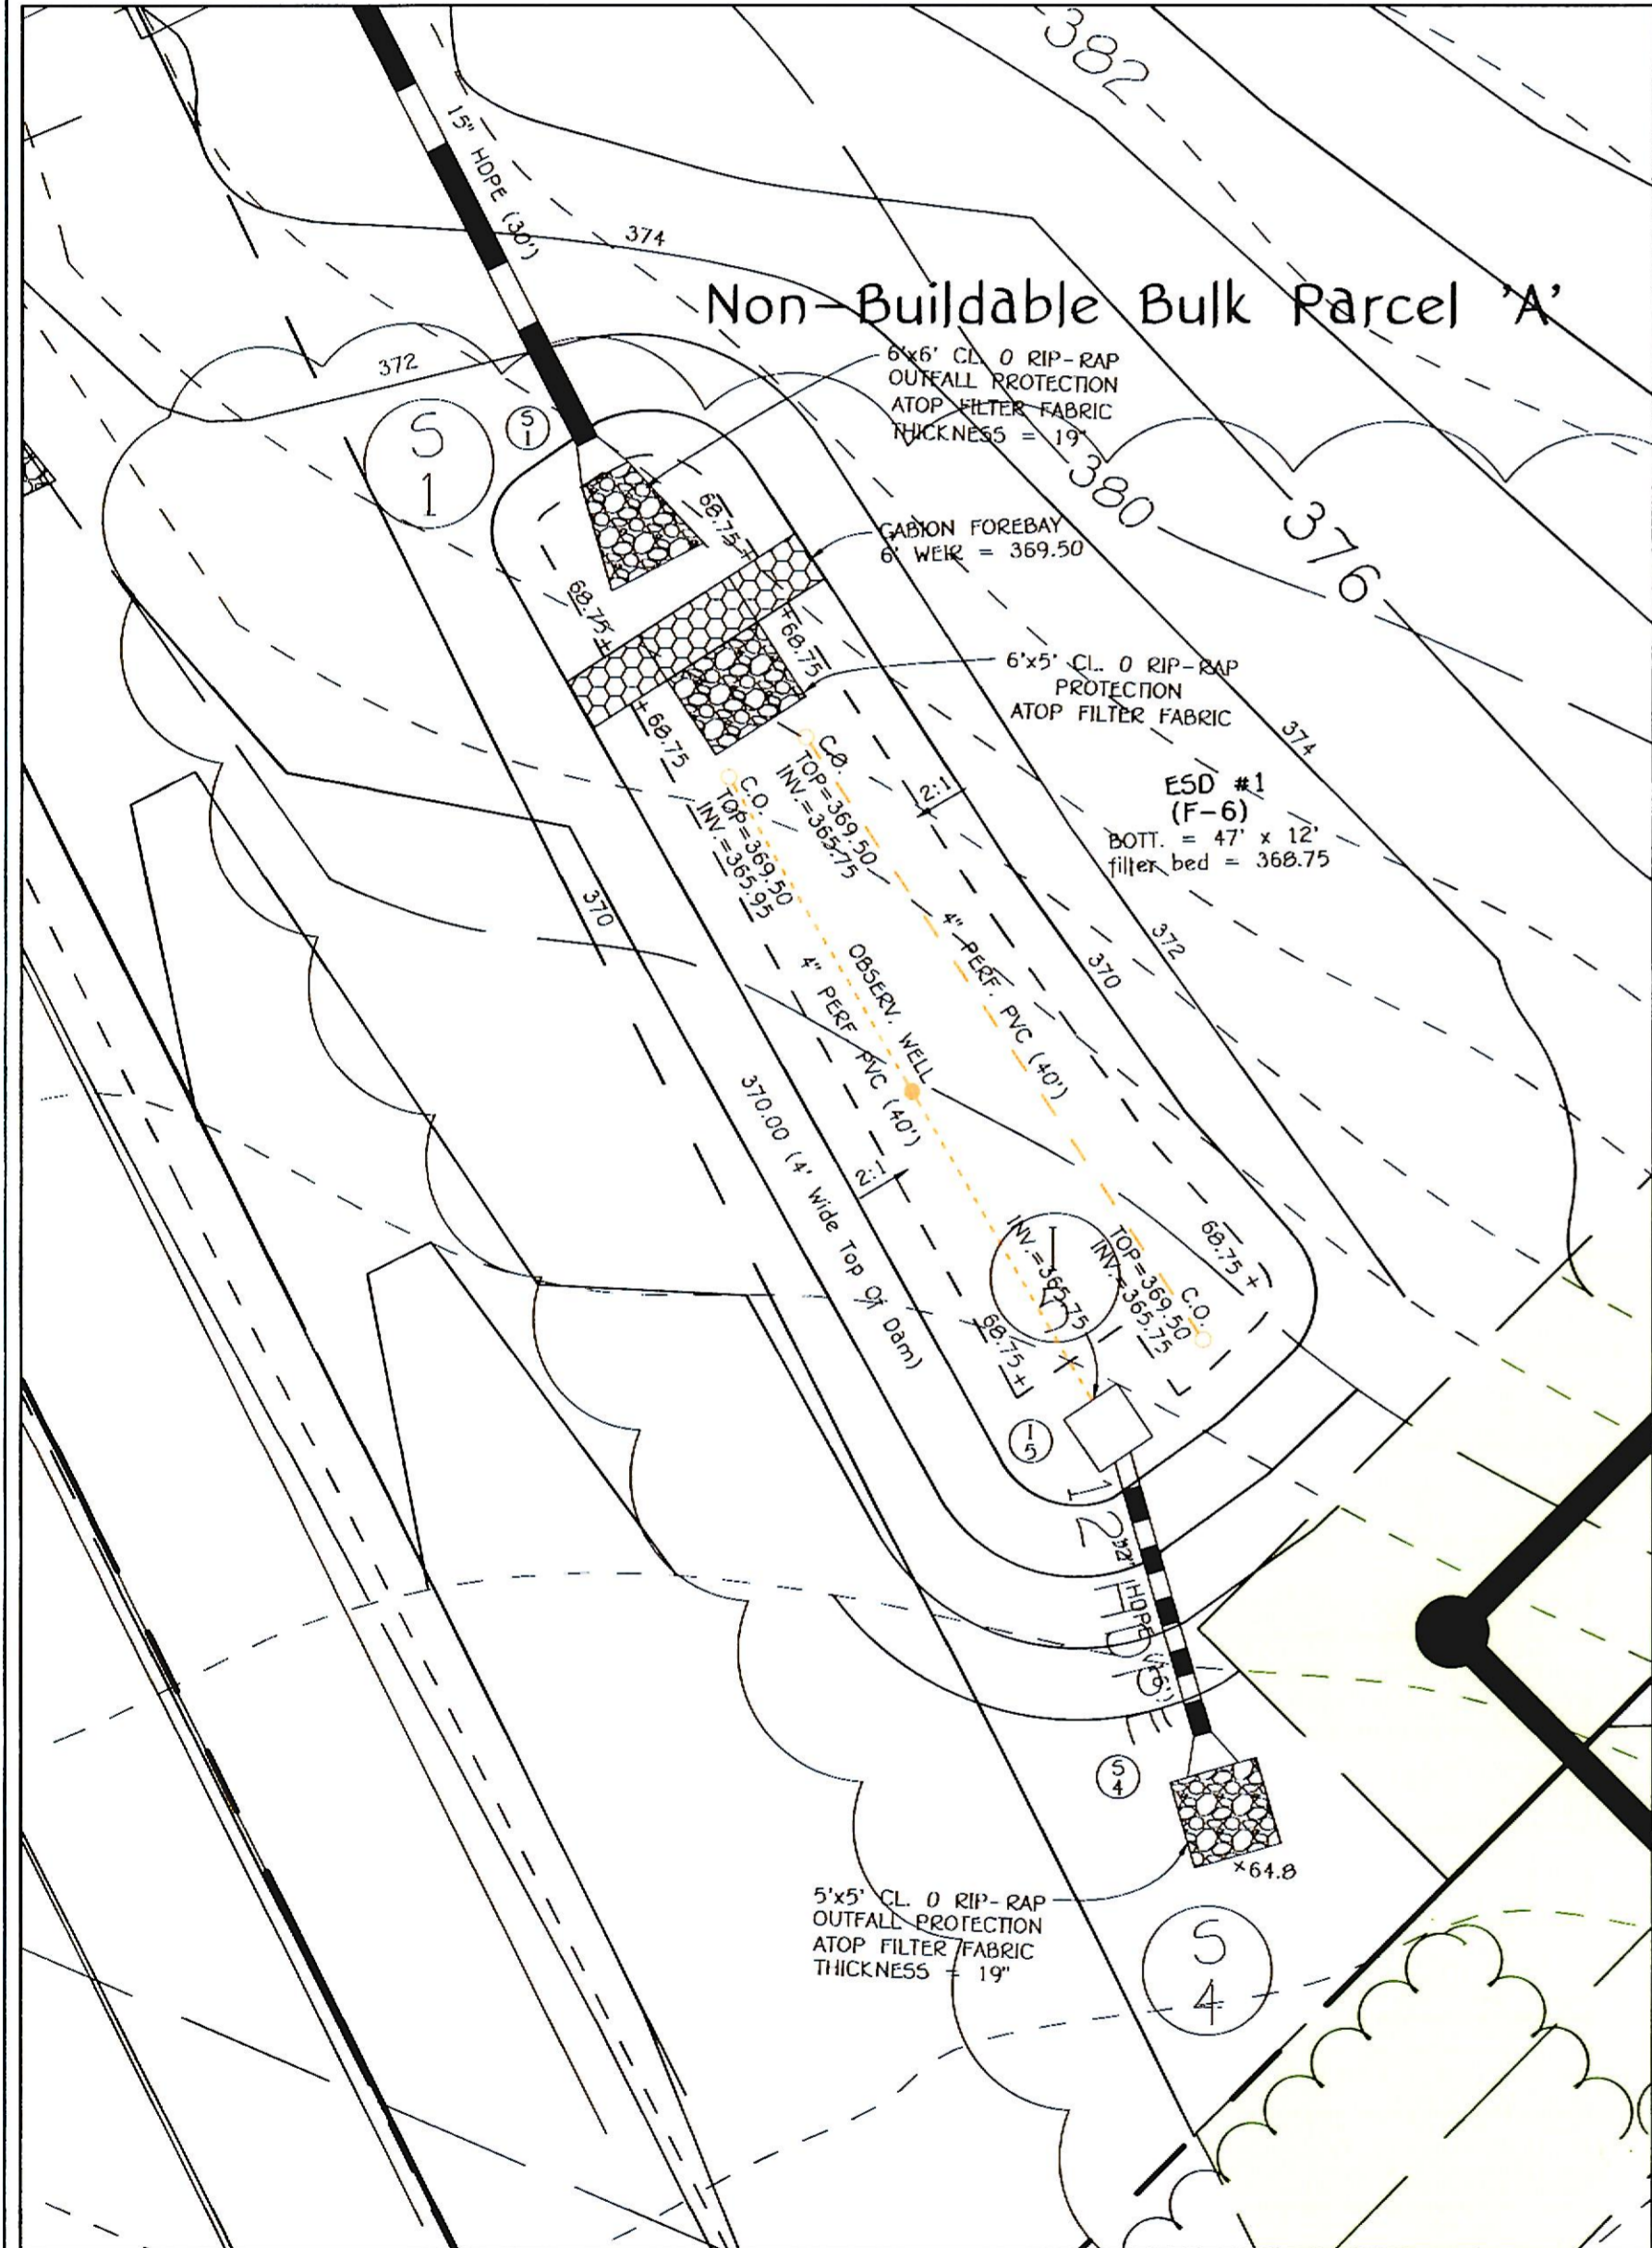 382
15" HDPE (30')
374
Non-Buildable Bulk Parcel 'A'
372
6'x6' CL. 0 RIP-RAP
OUTFALL PROTECTION
ATOP FILTER FABRIC
THICKNESS = 19"
S
1
S
1
380
376
68.75+
GABION FOREBAY
6' WEIR = 369.50
68.75+
+68.75
6'x5' CL. 0 RIP-RAP
PROTECTION
ATOP FILTER FABRIC
+68.75
374
C.O.
TOP=369.50
INV.=365.75
C.O.
TOP=369.50
INV.=365.95
2:1
ESD #1
(F-6)
BOTT. = 47' x 12'
filter bed = 368.75
370
372
370
4" PERF. PVC (40')
OBSERV. WELL
4" PERF PVC (40')
370.00 (4' Wide Top Of Dam)
2:1
68.75+
I
5
INV.=365.75
C.O.
TOP=369.50
INV.=365.75
68.75+
I
5
12" HDPE
HDPE
S
4
×64.8
5'x5' CL. 0 RIP-RAP
OUTFALL PROTECTION
ATOP FILTER FABRIC
THICKNESS = 19"
S
4